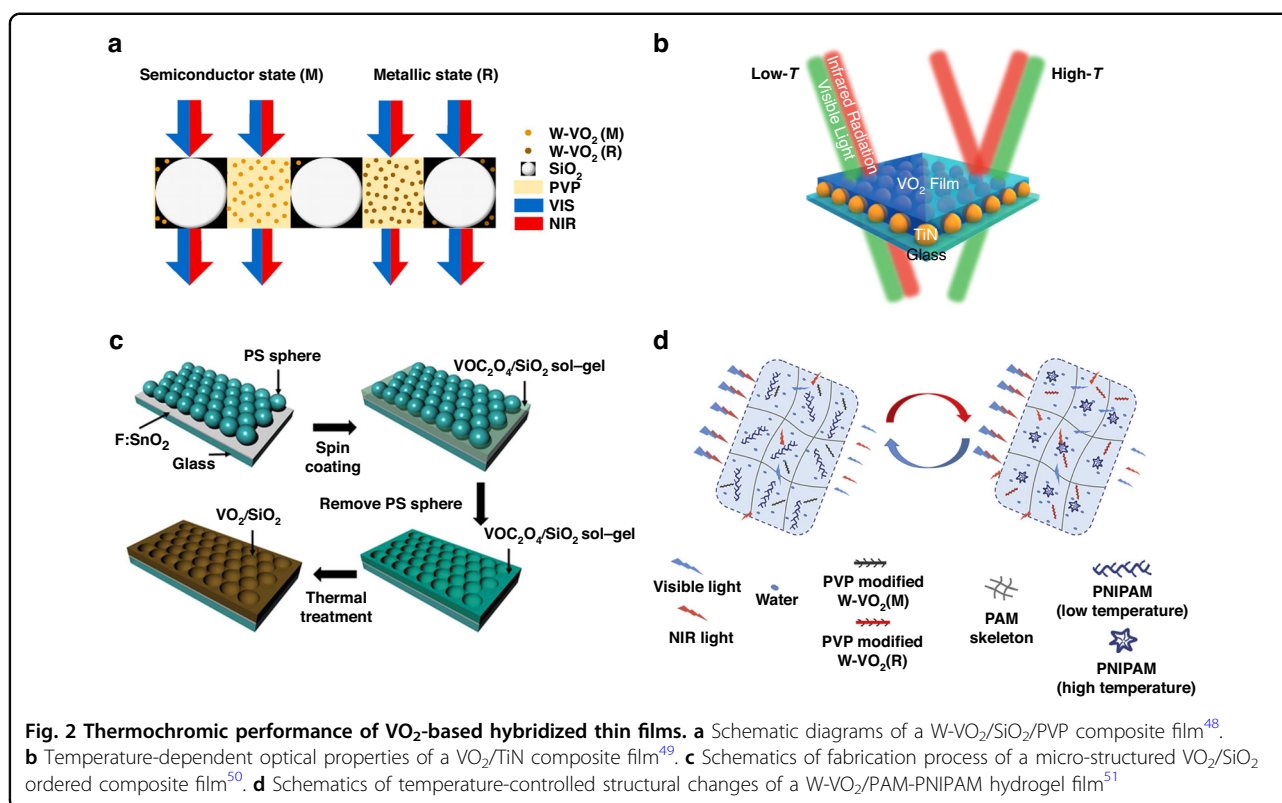 a
Semiconductor state (M) Metallic state (R)
W-VO₂ (M)
W-VO₂ (R)
SiO₂
PVP
VIS
NIR
b
Low-T
High-T
Infrared Radiation
Visible Light
VO₂ Film
TiN
Glass
c
PS sphere
VOC₂O₄/SiO₂ sol–gel
F:SnO₂
Glass
Spin
coating
Remove PS sphere
VO₂/SiO₂
VOC₂O₄/SiO₂ sol–gel
Thermal
treatment
d
Visible light
NIR light
Water
PVP modified
W-VO₂(M)
PVP modified
W-VO₂(R)
PAM
skeleton
PNIPAM
(low temperature)
PNIPAM
(high temperature)
Fig. 2 Thermochromic performance of VO₂-based hybridized thin films. a Schematic diagrams of a W-VO₂/SiO₂/PVP composite film⁴⁸.
b Temperature-dependent optical properties of a VO₂/TiN composite film⁴⁹. c Schematics of fabrication process of a micro-structured VO₂/SiO₂
ordered composite film⁵⁰. d Schematics of temperature-controlled structural changes of a W-VO₂/PAM-PNIPAM hydrogel film⁵¹